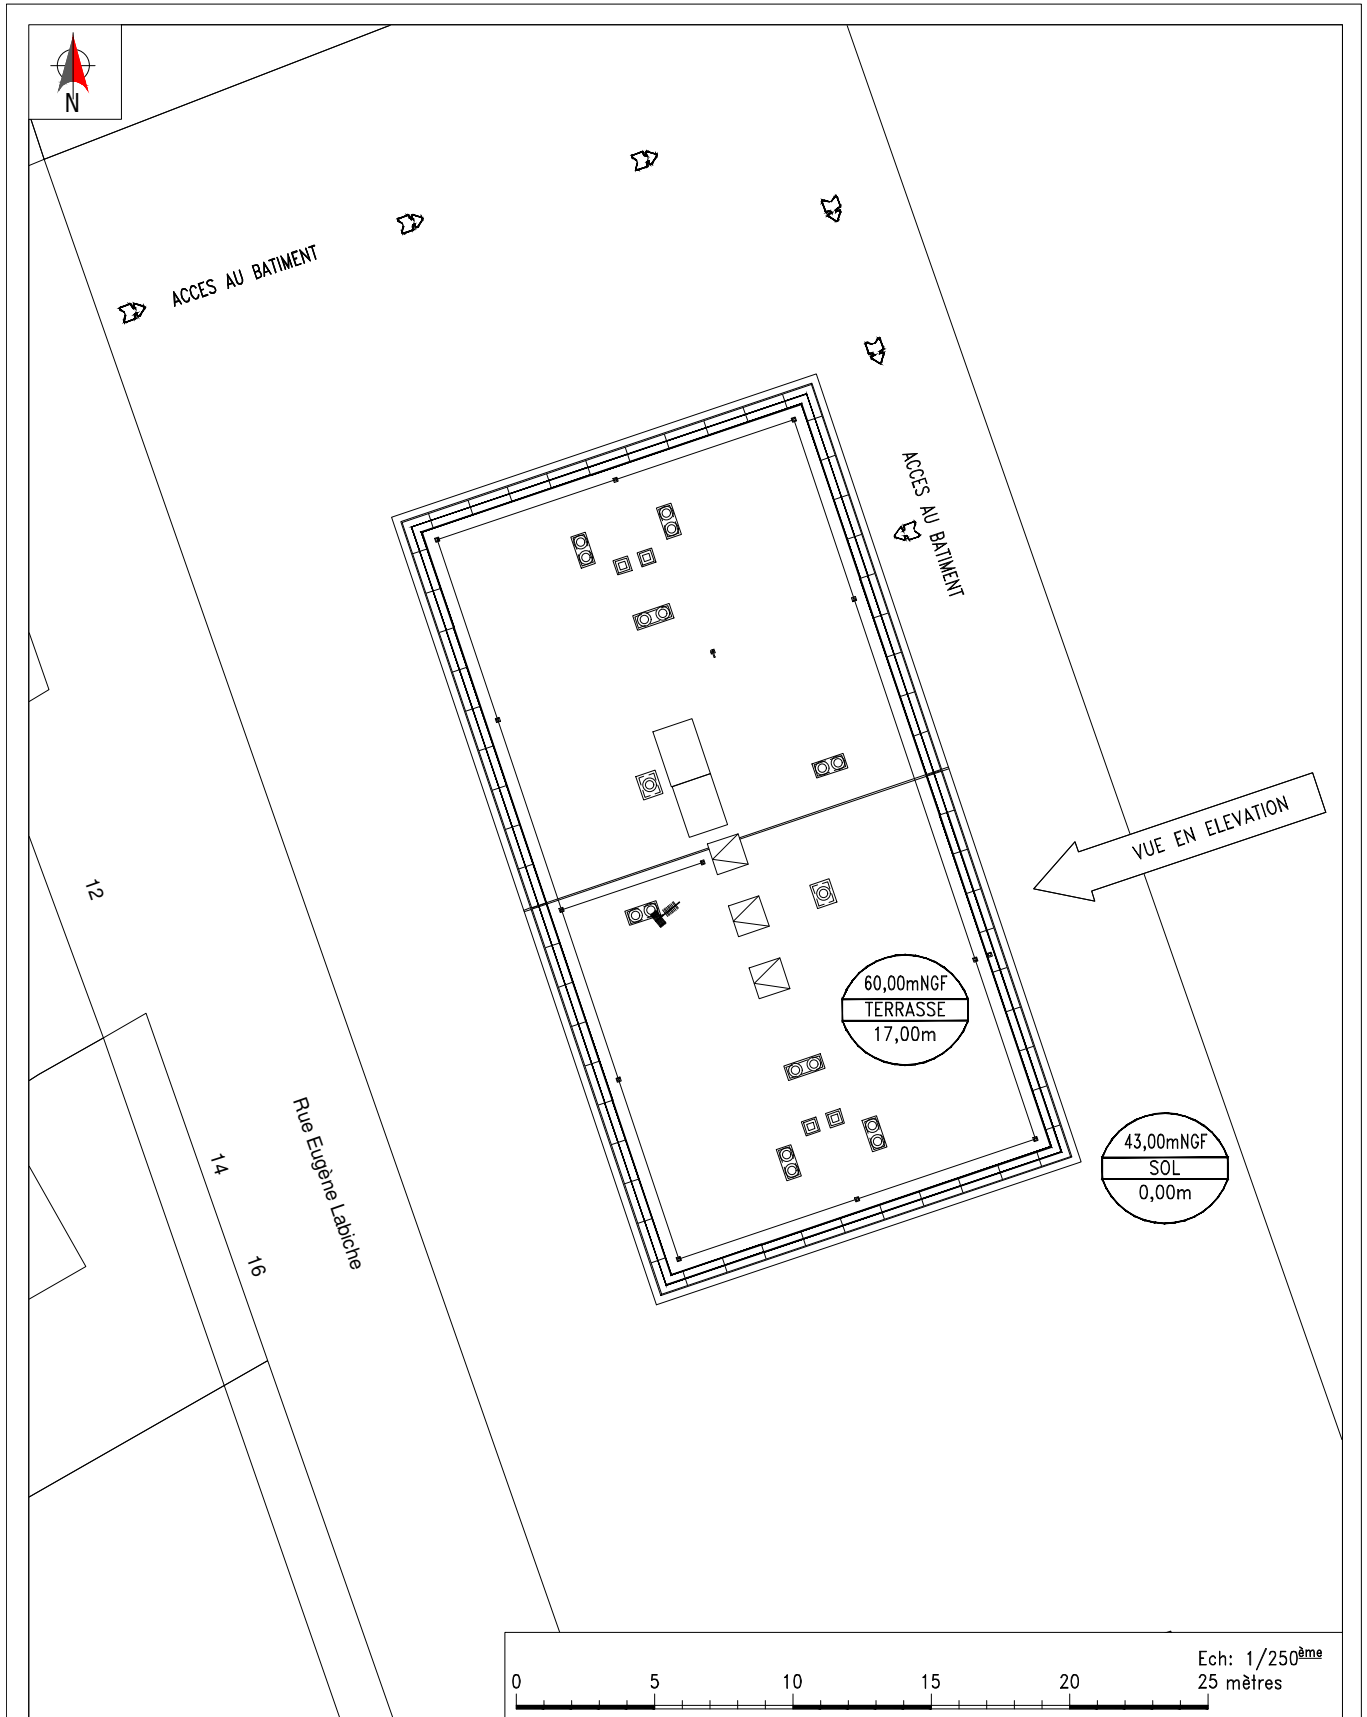 N
ACCES AU BATIMENT
ACCES AU BATIMENT
VUE EN ELEVATION
12
60,00mNGF
TERRASSE
17,00m
43,00mNGF
SOL
0,00m
14
Rue Eugène Labiche
16
Ech: 1/250ème
0 5 10 15 20 25 mètres